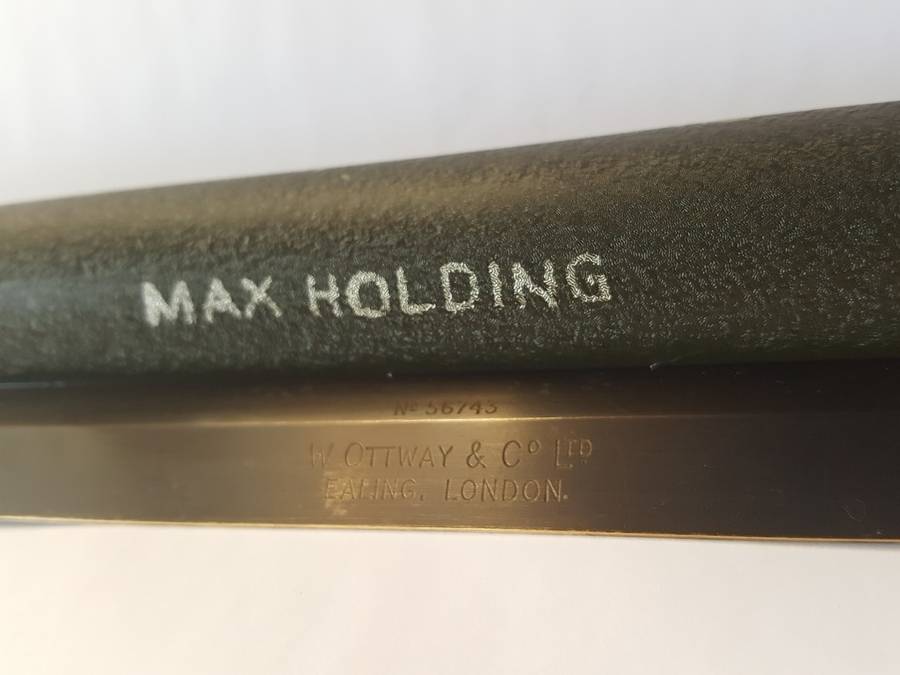 MAX HOLDING
Nº 56743
W OTTWAY & Cº LTD
EALING, LONDON.